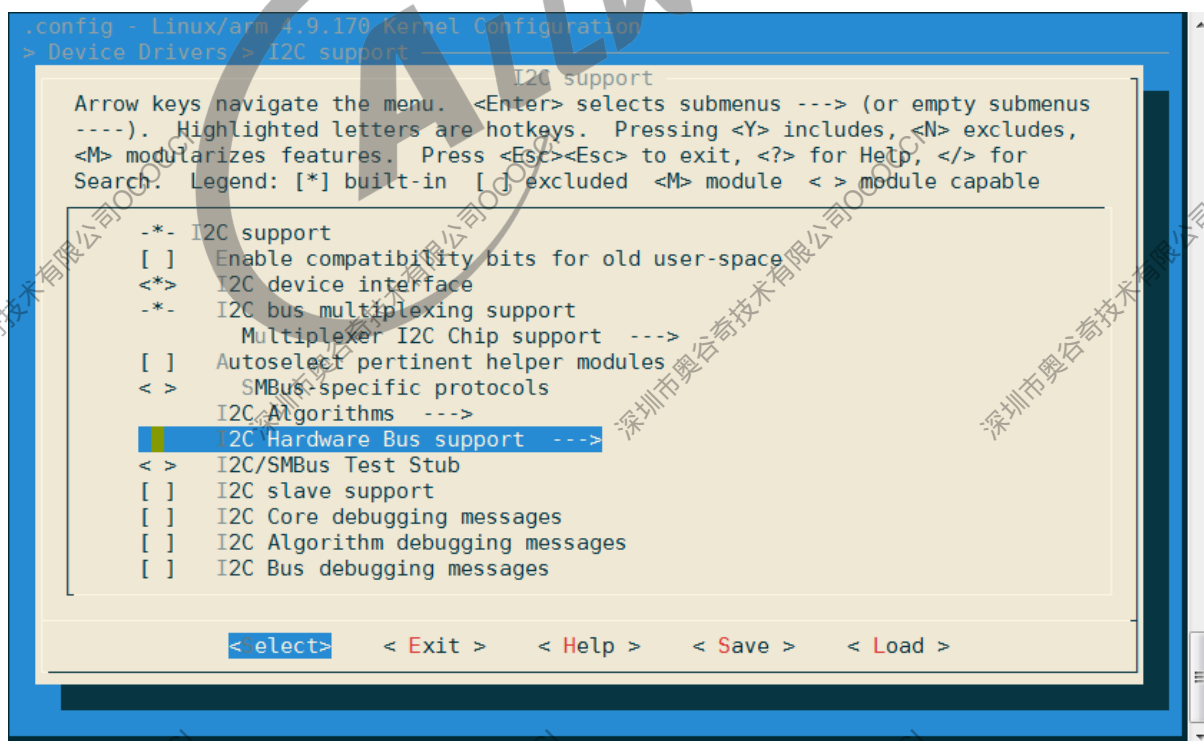 .config - Linux/arm 4.9.170 Kernel Configuration
> Device Drivers > I2C support
I2C support
Arrow keys navigate the menu.  <Enter> selects submenus ---> (or empty submenus
----).  Highlighted letters are hotkeys.  Pressing <Y> includes, <N> excludes,
<M> modularizes features.  Press <Esc><Esc> to exit, <?> for Help, </> for
Search.  Legend: [*] built-in  [ ] excluded  <M> module  < > module capable
-*- I2C support
[ ]   Enable compatibility bits for old user-space
<*>   I2C device interface
-*-   I2C bus multiplexing support
Multiplexer I2C Chip support  --->
[ ]   Autoselect pertinent helper modules
< >     SMBus-specific protocols
I2C Algorithms  --->
I2C Hardware Bus support  --->
< >   I2C/SMBus Test Stub
[ ]   I2C slave support
[ ]   I2C Core debugging messages
[ ]   I2C Algorithm debugging messages
[ ]   I2C Bus debugging messages
<Select>    < Exit >    < Help >    < Save >    < Load >
深圳市奥谷奇技术有限公司
深圳市奥谷奇技术有限公司
深圳市奥谷奇技术有限公司